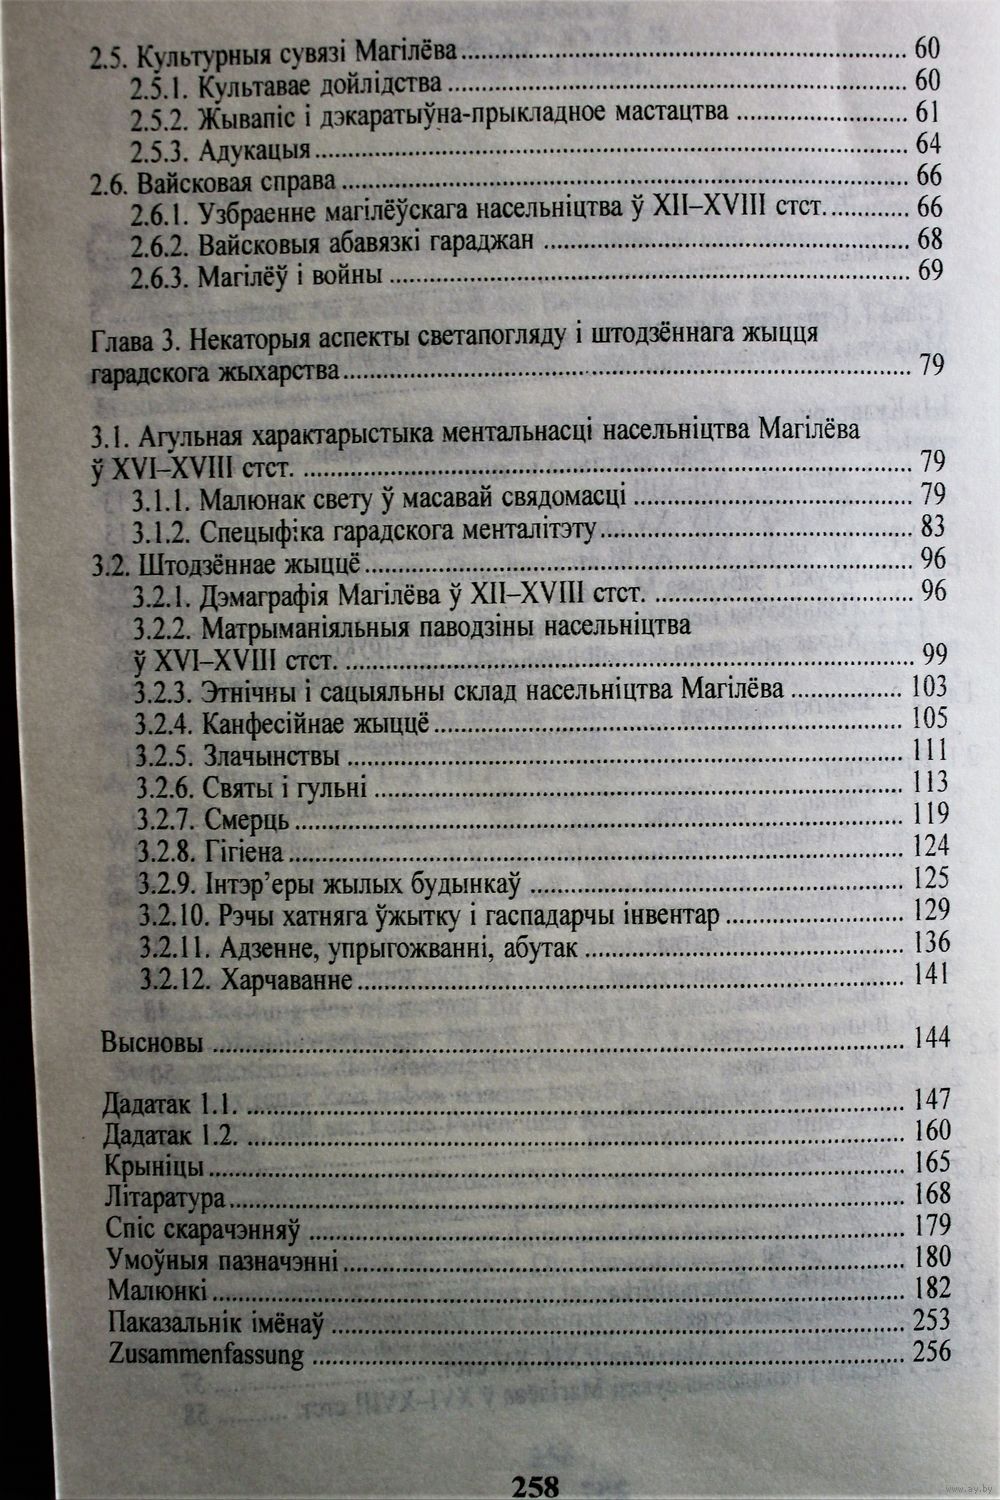 2.5. Культурныя сувязі Магілёва ........ 60
2.5.1. Культавае дойлідства ........ 60
2.5.2. Жывапіс і дэкаратыўна-прыкладное мастацтва ........ 61
2.5.3. Адукацыя ........ 64
2.6. Вайсковая справа ........ 66
2.6.1. Узбраенне магілёўскага насельніцтва ў XII–XVIII стст. ........ 66
2.6.2. Вайсковыя абавязкі гараджан ........ 68
2.6.3. Магілёў і войны ........ 69
Глава 3. Некаторыя аспекты светапогляду і штодзённага жыцця
гарадскога жыхарства ........ 79
3.1. Агульная характарыстыка ментальнасці насельніцтва Магілёва
ў XVI–XVIII стст. ........ 79
3.1.1. Малюнак свету ў масавай свядомасці ........ 79
3.1.2. Спецыфіка гарадскога менталітэту ........ 83
3.2. Штодзённае жыццё ........ 96
3.2.1. Дэмаграфія Магілёва ў XII–XVIII стст. ........ 96
3.2.2. Матрыманіяльныя паводзіны насельніцтва
ў XVI–XVIII стст. ........ 99
3.2.3. Этнічны і сацыяльны склад насельніцтва Магілёва ........ 103
3.2.4. Канфесійнае жыццё ........ 105
3.2.5. Злачынствы ........ 111
3.2.6. Святы і гульні ........ 113
3.2.7. Смерць ........ 119
3.2.8. Гігіена ........ 124
3.2.9. Інтэр’еры жылых будынкаў ........ 125
3.2.10. Рэчы хатняга ўжытку і гаспадарчы інвентар ........ 129
3.2.11. Адзенне, упрыгожванні, абутак ........ 136
3.2.12. Харчаванне ........ 141
Высновы ........ 144
Дадатак 1.1. ........ 147
Дадатак 1.2. ........ 160
Крыніцы ........ 165
Літаратура ........ 168
Спіс скарачэнняў ........ 179
Умоўныя пазначэнні ........ 180
Малюнкі ........ 182
Паказальнік імёнаў ........ 253
Zusammenfassung ........ 256
258
www.ay.by